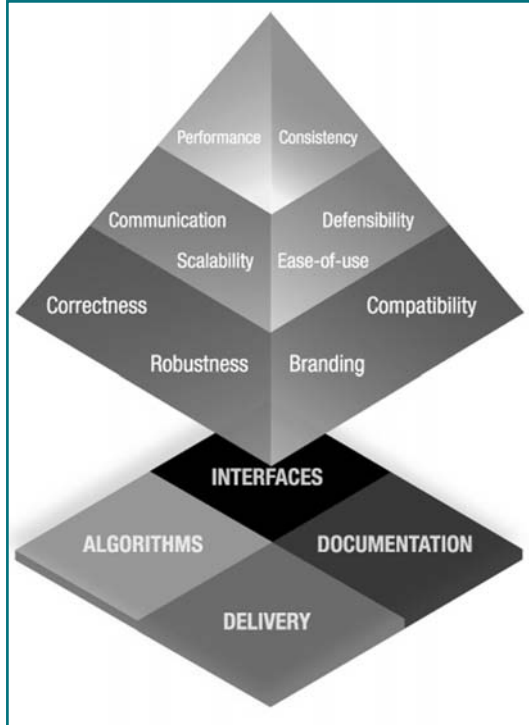 Performance Consistency
Communication Defensibility
Scalability Ease-of-use
Correctness Compatibility
Robustness Branding
INTERFACES
ALGORITHMS DOCUMENTATION
DELIVERY